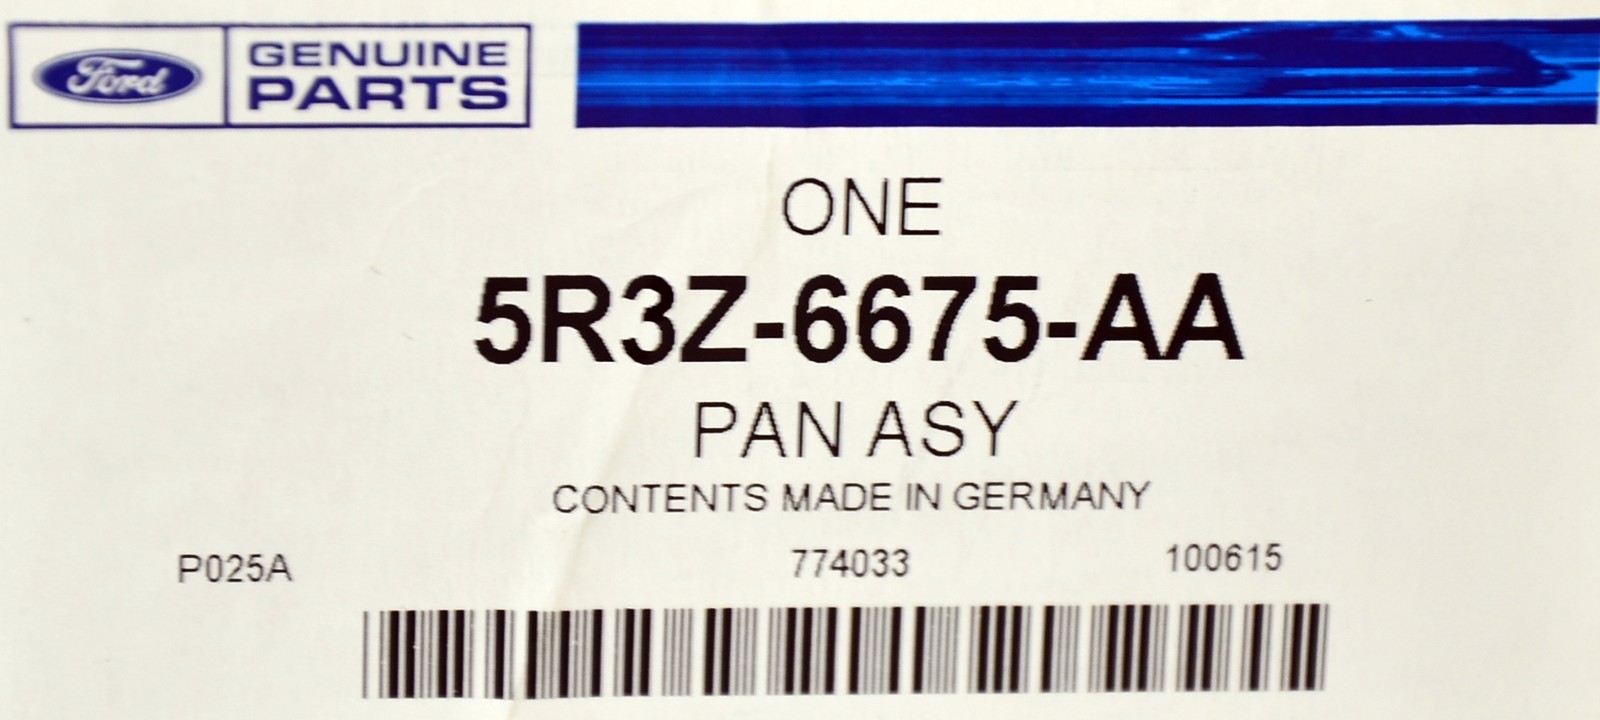 Ford
GENUINE
PARTS
ONE
5R3Z-6675-AA
PAN ASY
CONTENTS MADE IN GERMANY
P025A 774033 100615